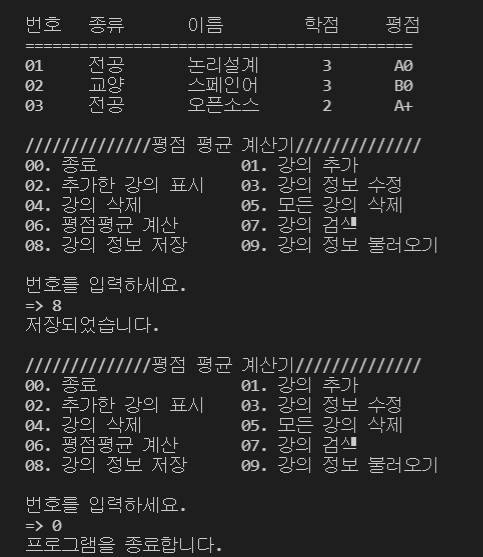 번호 종류 이름 학점 평점
===========================================
01 전공 논리설계 3 A0
02 교양 스페인어 3 B0
03 전공 오픈소스 2 A+
//////////////평점 평균 계산기//////////////
00. 종료 01. 강의 추가
02. 추가한 강의 표시 03. 강의 정보 수정
04. 강의 삭제 05. 모든 강의 삭제
06. 평점평균 계산 07. 강의 검색
08. 강의 정보 저장 09. 강의 정보 불러오기
번호를 입력하세요.
=> 8
저장되었습니다.
//////////////평점 평균 계산기//////////////
00. 종료 01. 강의 추가
02. 추가한 강의 표시 03. 강의 정보 수정
04. 강의 삭제 05. 모든 강의 삭제
06. 평점평균 계산 07. 강의 검색
08. 강의 정보 저장 09. 강의 정보 불러오기
번호를 입력하세요.
=> 0
프로그램을 종료합니다.